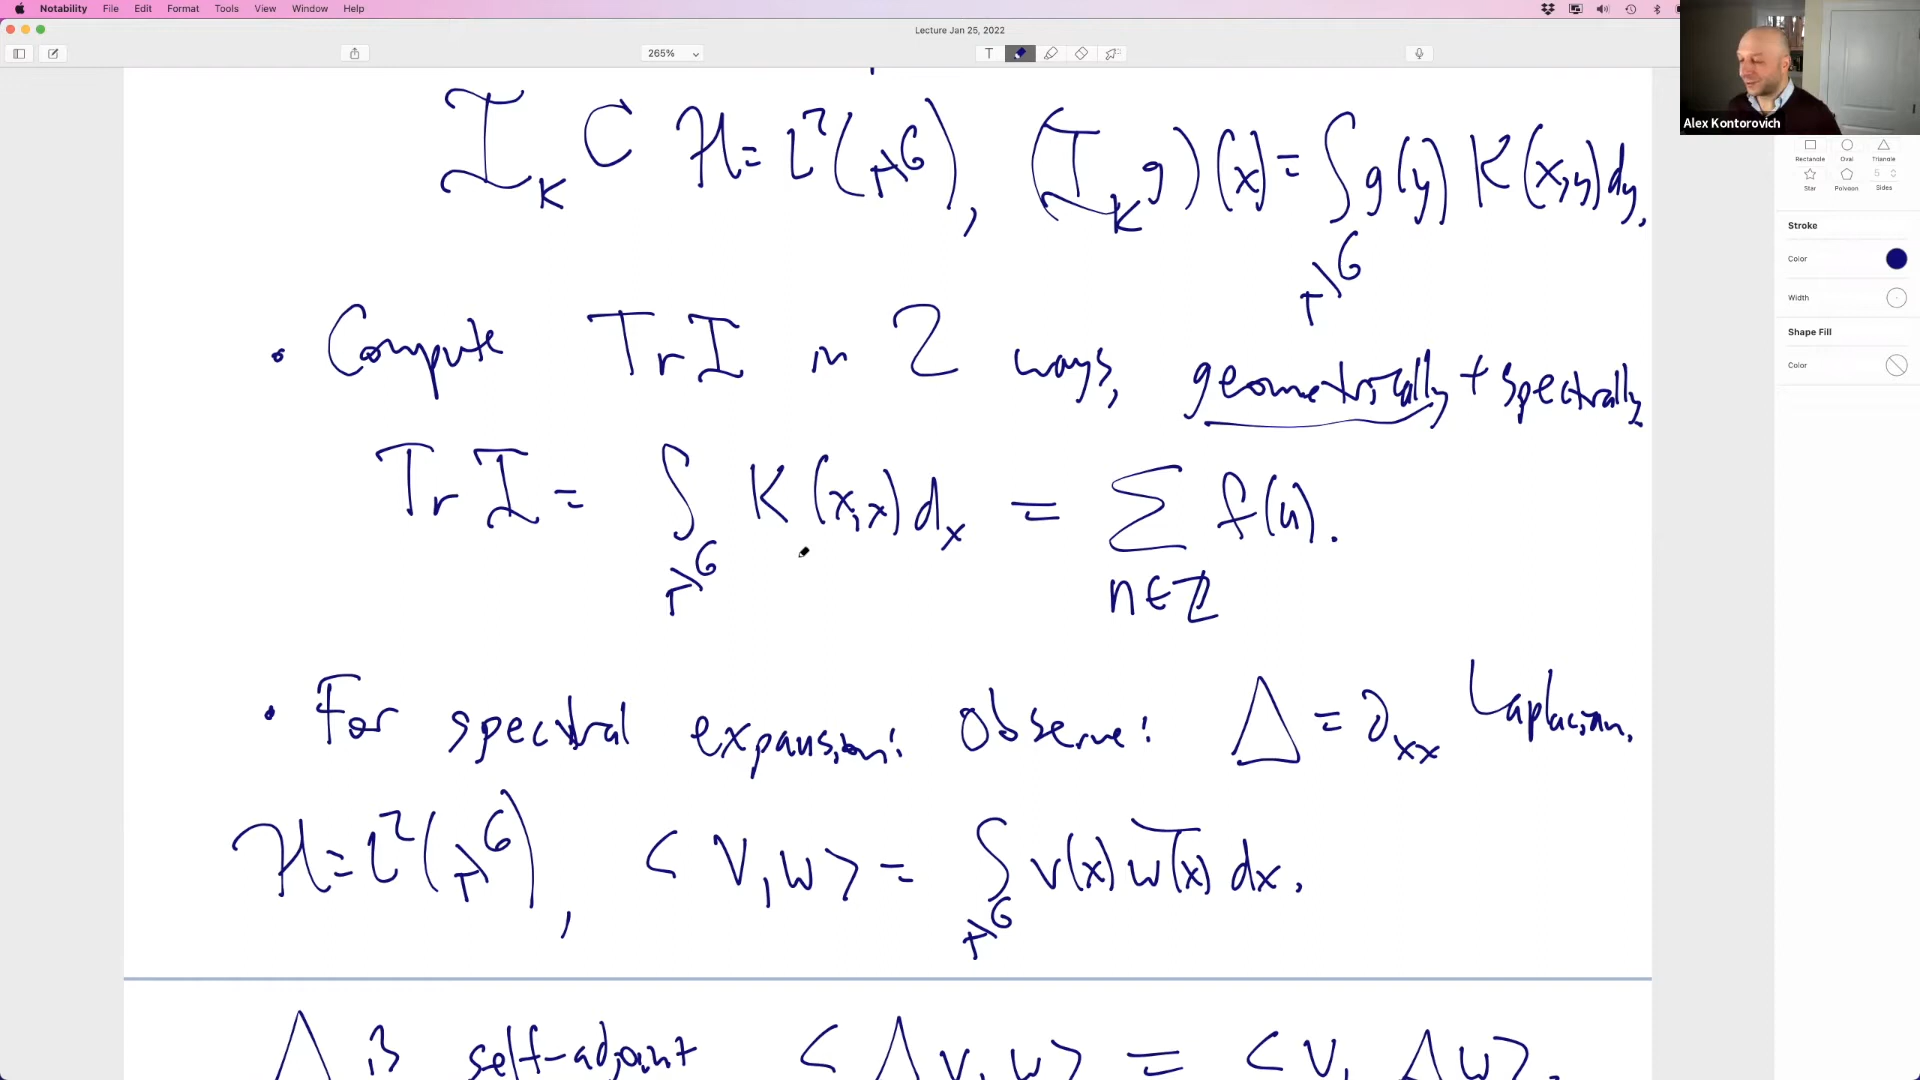 Notability File Edit Format Tools View Window Help
Lecture Jan 25, 2022
265%
T
Alex Kontorovich
Rectangle Oval Triangle
Star Polygon 5 Sides
Stroke
Color
Width
Shape Fill
Color
I_K C H = L²(Γ\G), (I_K g)(x) = ∫_{Γ\G} g(y) K(x,y) dy,
• Compute Tr I in 2 ways, geometrically + spectrally
Tr I = ∫_{Γ\G} K(x,x) dx = Σ_{n∈ℤ} f(n).
• For spectral expansion: Observe: Δ = ∂_xx Laplacian.
H = L²(Γ\G), <v,w> = ∫_{Γ\G} v(x) w̅(x) dx.
Δ is self-adjoint <Δv, w> = <v, Δw>.